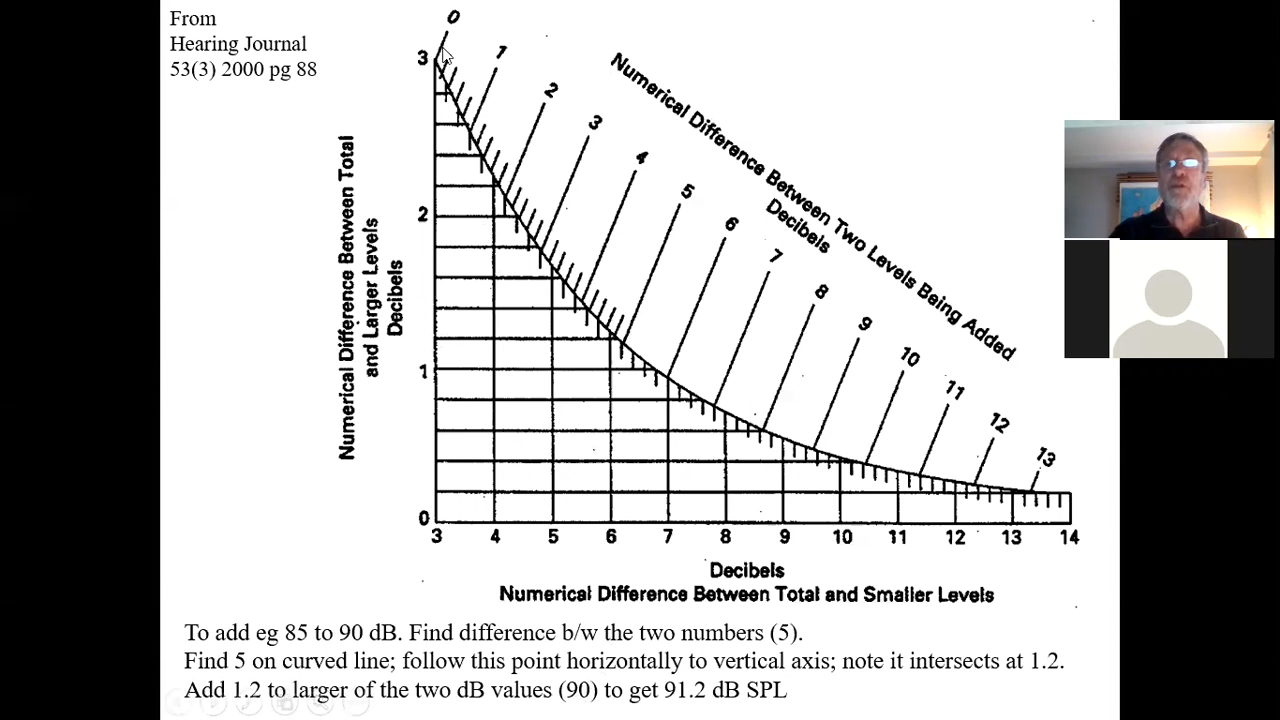 From
Hearing Journal
53(3) 2000 pg 88
0
1
2
3
4
5
6
7
8
9
10
11
12
13
Numerical Difference Between Two Levels Being Added
Decibels
Numerical Difference Between Total
and Larger Levels
Decibels
3
2
1
0
3 4 5 6 7 8 9 10 11 12 13 14
Decibels
Numerical Difference Between Total and Smaller Levels
To add eg 85 to 90 dB. Find difference b/w the two numbers (5).
Find 5 on curved line; follow this point horizontally to vertical axis; note it intersects at 1.2.
Add 1.2 to larger of the two dB values (90) to get 91.2 dB SPL